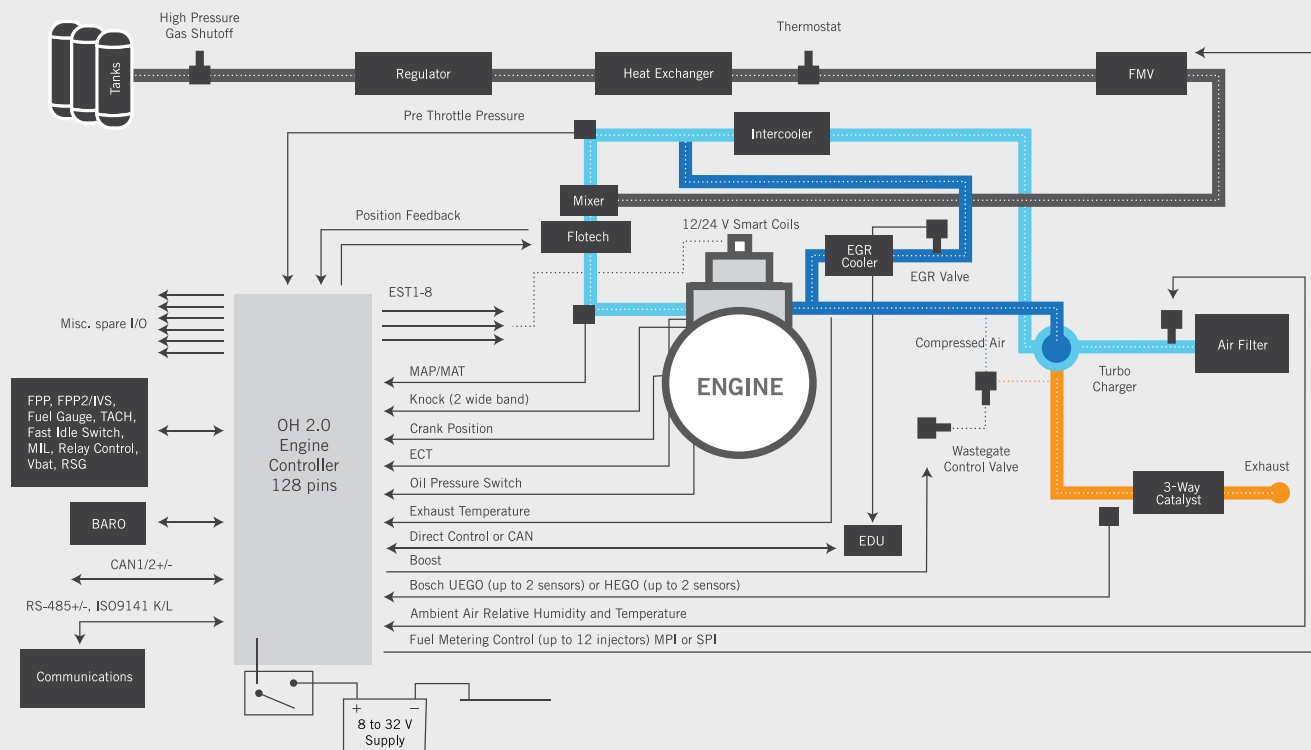 High Pressure
Gas Shutoff
Tanks
Regulator
Heat Exchanger
Thermostat
FMV
Pre Throttle Pressure
Intercooler
Mixer
Position Feedback
Flotech
12/24 V Smart Coils
EGR
Cooler
EGR Valve
EST1-8
Misc. spare I/O
Compressed Air
Turbo
Charger
Air Filter
MAP/MAT
Knock (2 wide band)
Crank Position
ECT
Oil Pressure Switch
Exhaust Temperature
Direct Control or CAN
Boost
Bosch UEGO (up to 2 sensors) or HEGO (up to 2 sensors)
Ambient Air Relative Humidity and Temperature
Fuel Metering Control (up to 12 injectors) MPI or SPI
ENGINE
FPP, FPP2/IVS,
Fuel Gauge, TACH,
Fast Idle Switch,
MIL, Relay Control,
Vbat, RSG
OH 2.0
Engine
Controller
128 pins
Wastegate
Control Valve
3-Way
Catalyst
Exhaust
BARO
EDU
CAN1/2+/-
RS-485+/-, ISO9141 K/L
Communications
+ −
8 to 32 V
Supply